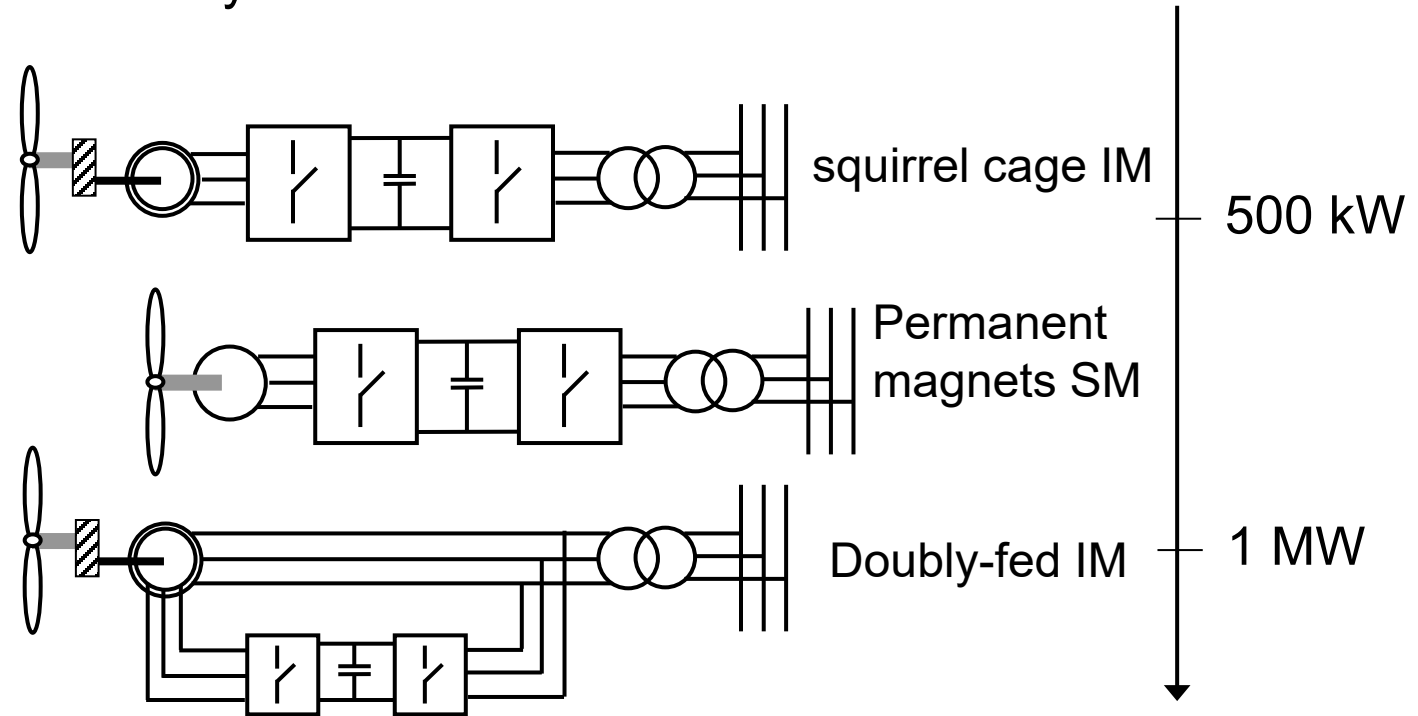 squirrel cage IM
500 kW
Permanent
magnets SM
Doubly-fed IM
1 MW